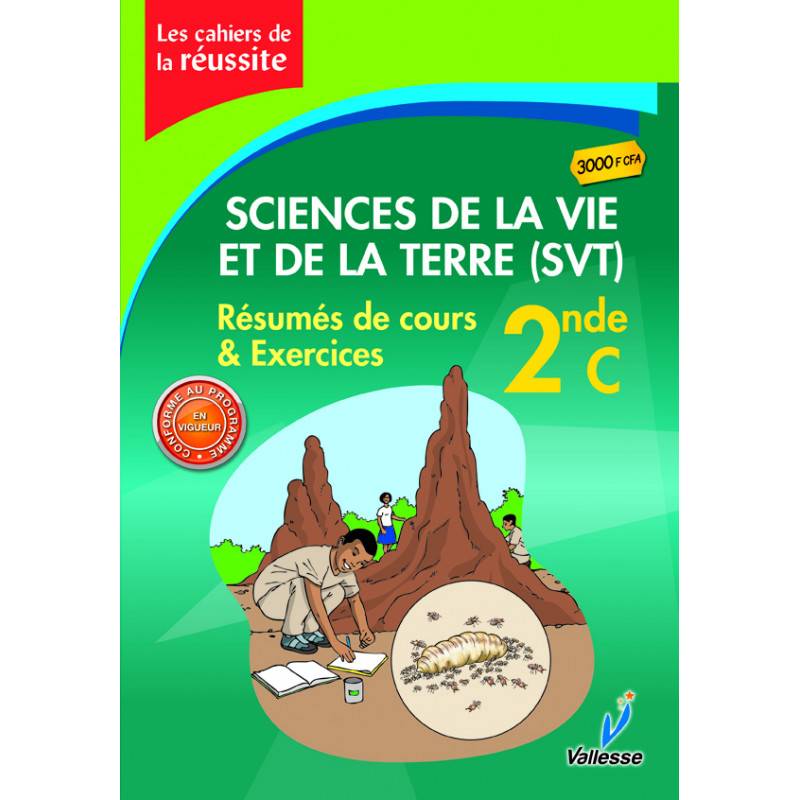 Les cahiers de
la réussite
3000 F CFA
SCIENCES DE LA VIE
ET DE LA TERRE (SVT)
Résumés de cours
& Exercices
2nde C
CONFORME AU PROGRAMME
EN
VIGUEUR
Vallesse